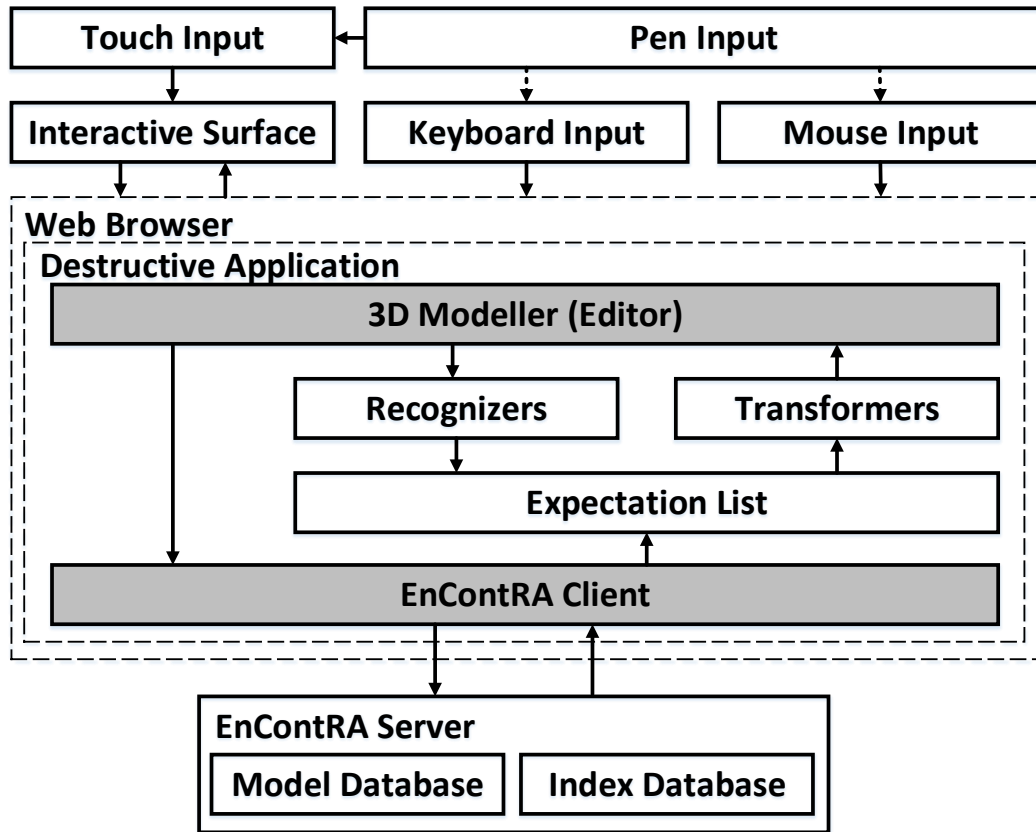 Touch Input
Pen Input
Interactive Surface
Keyboard Input
Mouse Input
Web Browser
Destructive Application
3D Modeller (Editor)
Recognizers
Transformers
Expectation List
EnContRA Client
EnContRA Server
Model Database
Index Database